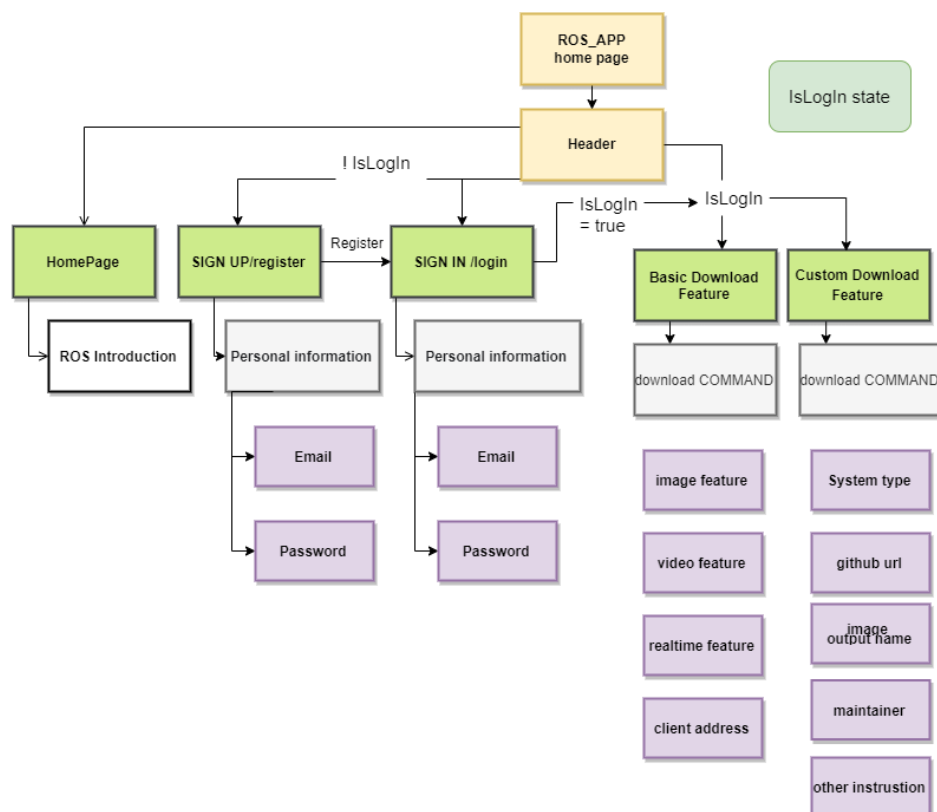 ROS_APP
home page
IsLogIn state
Header
! IsLogIn
IsLogIn
= true
IsLogIn
HomePage
SIGN UP/register
Register
SIGN IN /login
Basic Download
Feature
Custom Download
Feature
ROS Introduction
Personal information
Personal information
download COMMAND
download COMMAND
Email
Email
image feature
System type
Password
Password
video feature
github url
image
output name
realtime feature
maintainer
client address
other instrustion